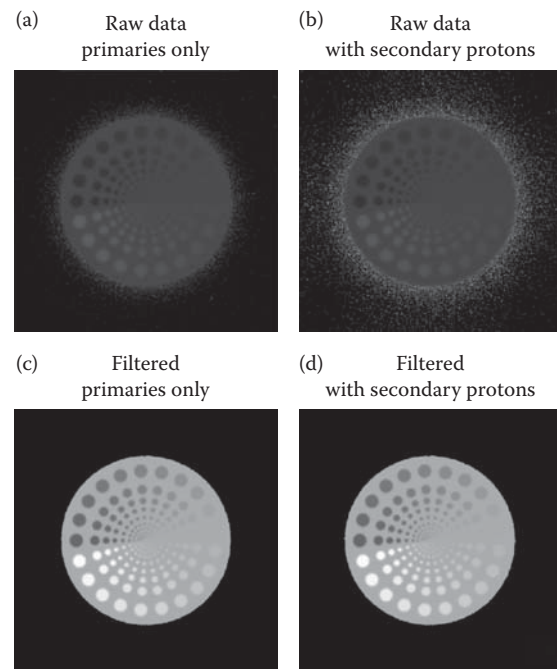 (a)
Raw data
primaries only
(b)
Raw data
with secondary protons
(c)
Filtered
primaries only
(d)
Filtered
with secondary protons